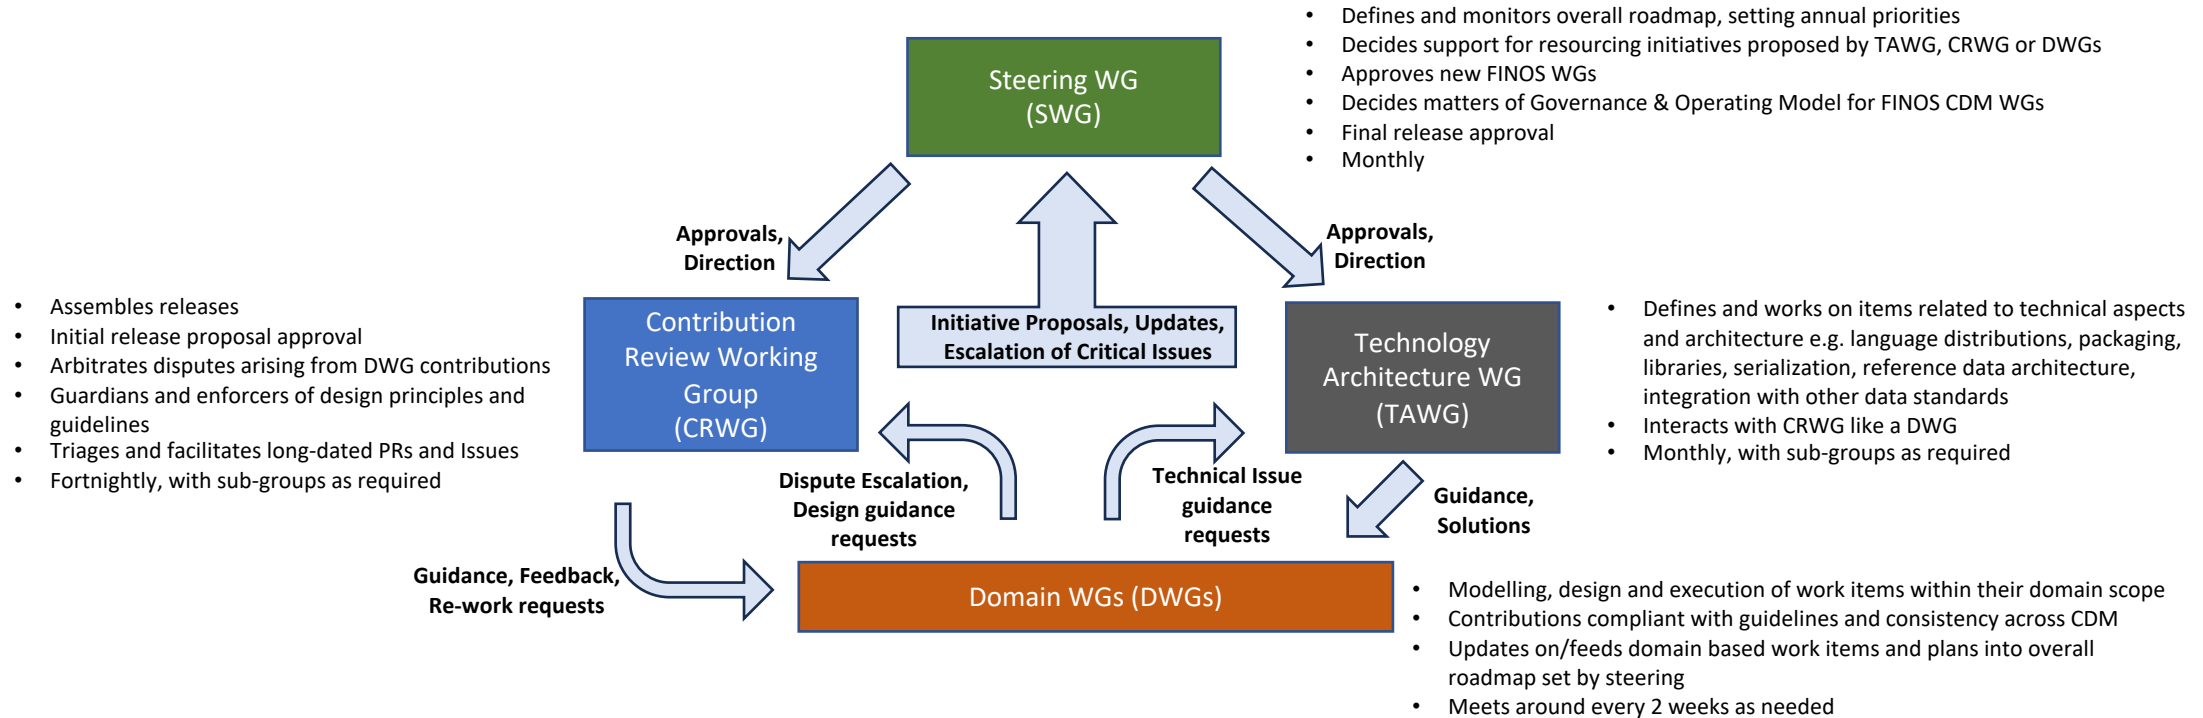 • Defines and monitors overall roadmap, setting annual priorities
• Decides support for resourcing initiatives proposed by TAWG, CRWG or DWGs
• Approves new FINOS WGs
• Decides matters of Governance & Operating Model for FINOS CDM WGs
• Final release approval
• Monthly
Steering WG
(SWG)
Approvals,
Direction
Approvals,
Direction
• Assembles releases
• Initial release proposal approval
• Arbitrates disputes arising from DWG contributions
• Guardians and enforcers of design principles and
guidelines
• Triages and facilitates long-dated PRs and Issues
• Fortnightly, with sub-groups as required
Contribution
Review Working
Group
(CRWG)
Initiative Proposals, Updates,
Escalation of Critical Issues
Technology
Architecture WG
(TAWG)
• Defines and works on items related to technical aspects
and architecture e.g. language distributions, packaging,
libraries, serialization, reference data architecture,
integration with other data standards
• Interacts with CRWG like a DWG
• Monthly, with sub-groups as required
Dispute Escalation,
Design guidance
requests
Technical Issue
guidance
requests
Guidance,
Solutions
Guidance, Feedback,
Re-work requests
Domain WGs (DWGs)
• Modelling, design and execution of work items within their domain scope
• Contributions compliant with guidelines and consistency across CDM
• Updates on/feeds domain based work items and plans into overall
roadmap set by steering
• Meets around every 2 weeks as needed